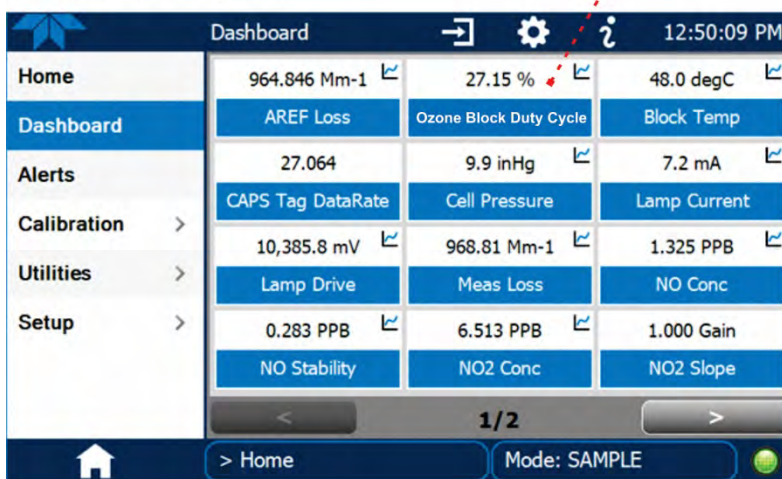 Dashboard 12:50:09 PM
Home
Dashboard
Alerts
Calibration >
Utilities >
Setup >
964.846 Mm-1 27.15 % 48.0 degC
AREF Loss Ozone Block Duty Cycle Block Temp
27.064 9.9 inHg 7.2 mA
CAPS Tag DataRate Cell Pressure Lamp Current
10,385.8 mV 968.81 Mm-1 1.325 PPB
Lamp Drive Meas Loss NO Conc
0.283 PPB 6.513 PPB 1.000 Gain
NO Stability NO2 Conc NO2 Slope
< 1/2 >
> Home Mode: SAMPLE